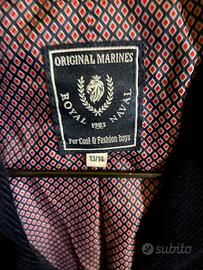 ORIGINAL MARINES
ROYAL NAVAL
1983
For Cool & Fashion boys
13/14
subito